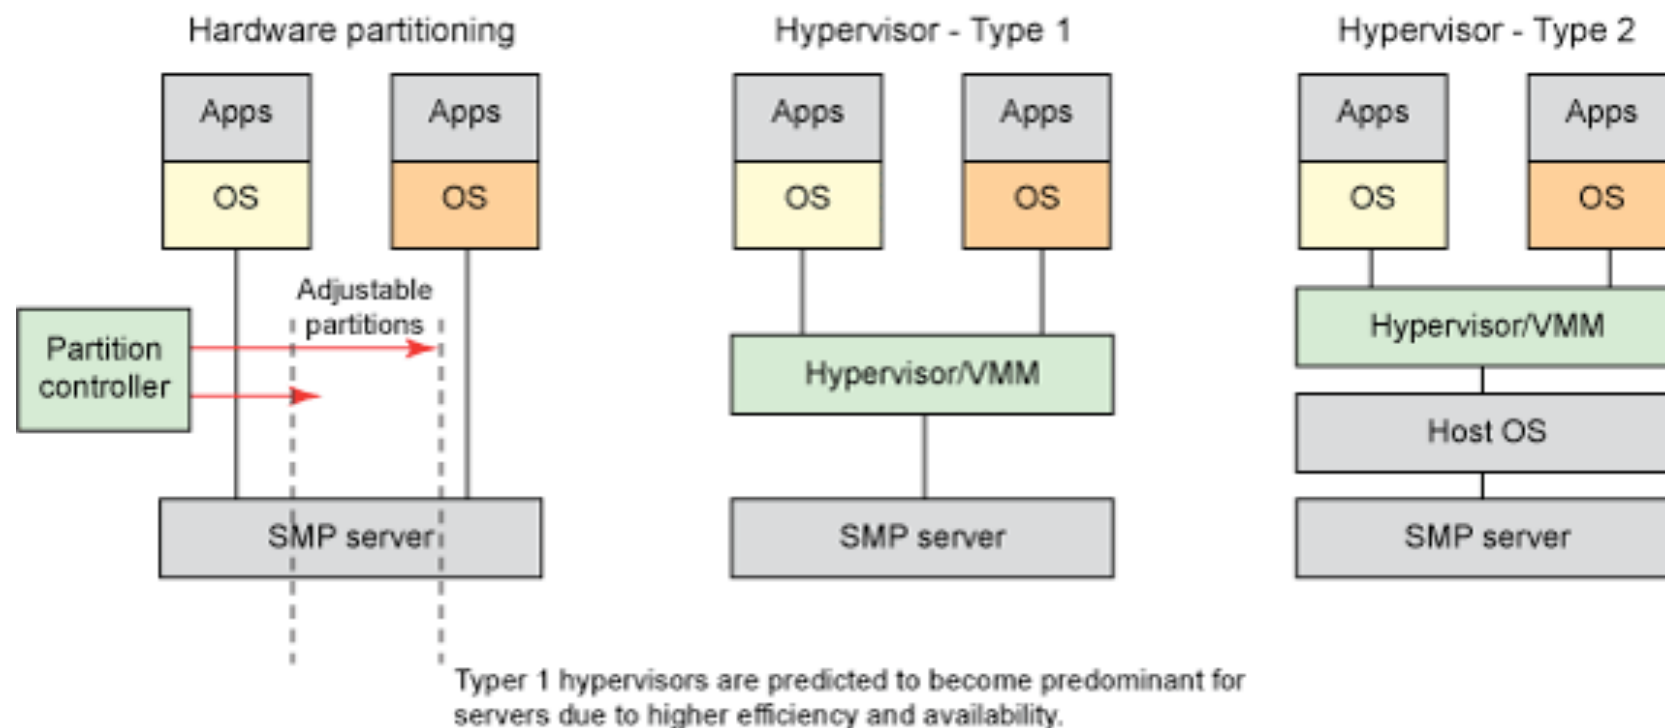 Hardware partitioning
Apps
Apps
OS
OS
Adjustable
partitions
Partition
controller
SMP server
Hypervisor - Type 1
Apps
Apps
OS
OS
Hypervisor/VMM
SMP server
Hypervisor - Type 2
Apps
Apps
OS
OS
Hypervisor/VMM
Host OS
SMP server
Typer 1 hypervisors are predicted to become predominant for
servers due to higher efficiency and availability.